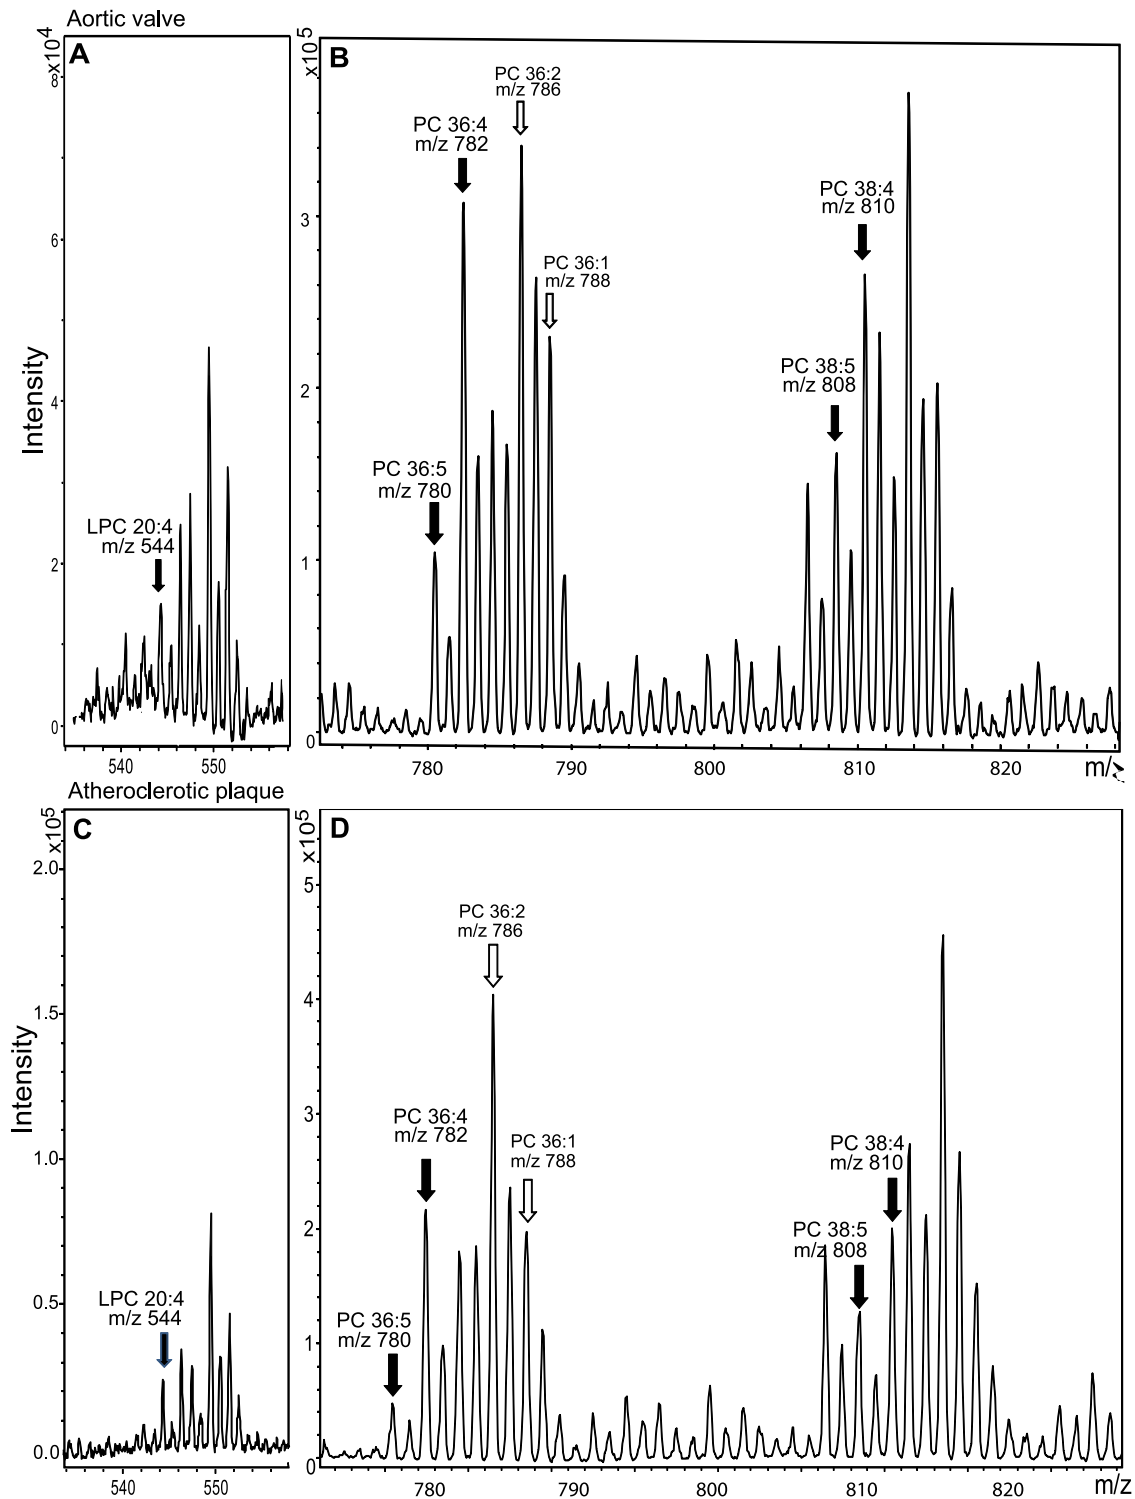 Aortic valve
A
x10^4
8
6
4
2
0
Intensity
LPC 20:4
m/z 544
540 550
B
x10^5
3
2
1
0
PC 36:5
m/z 780
PC 36:4
m/z 782
PC 36:2
m/z 786
PC 36:1
m/z 788
PC 38:5
m/z 808
PC 38:4
m/z 810
780 790 800 810 820 m/z
Atheroclerotic plaque
C
x10^5
2.0
1.5
1.0
0.5
0.0
Intensity
LPC 20:4
m/z 544
540 550
D
x10^5
5
4
3
2
1
0
PC 36:5
m/z 780
PC 36:4
m/z 782
PC 36:2
m/z 786
PC 36:1
m/z 788
PC 38:5
m/z 808
PC 38:4
m/z 810
780 790 800 810 820 m/z